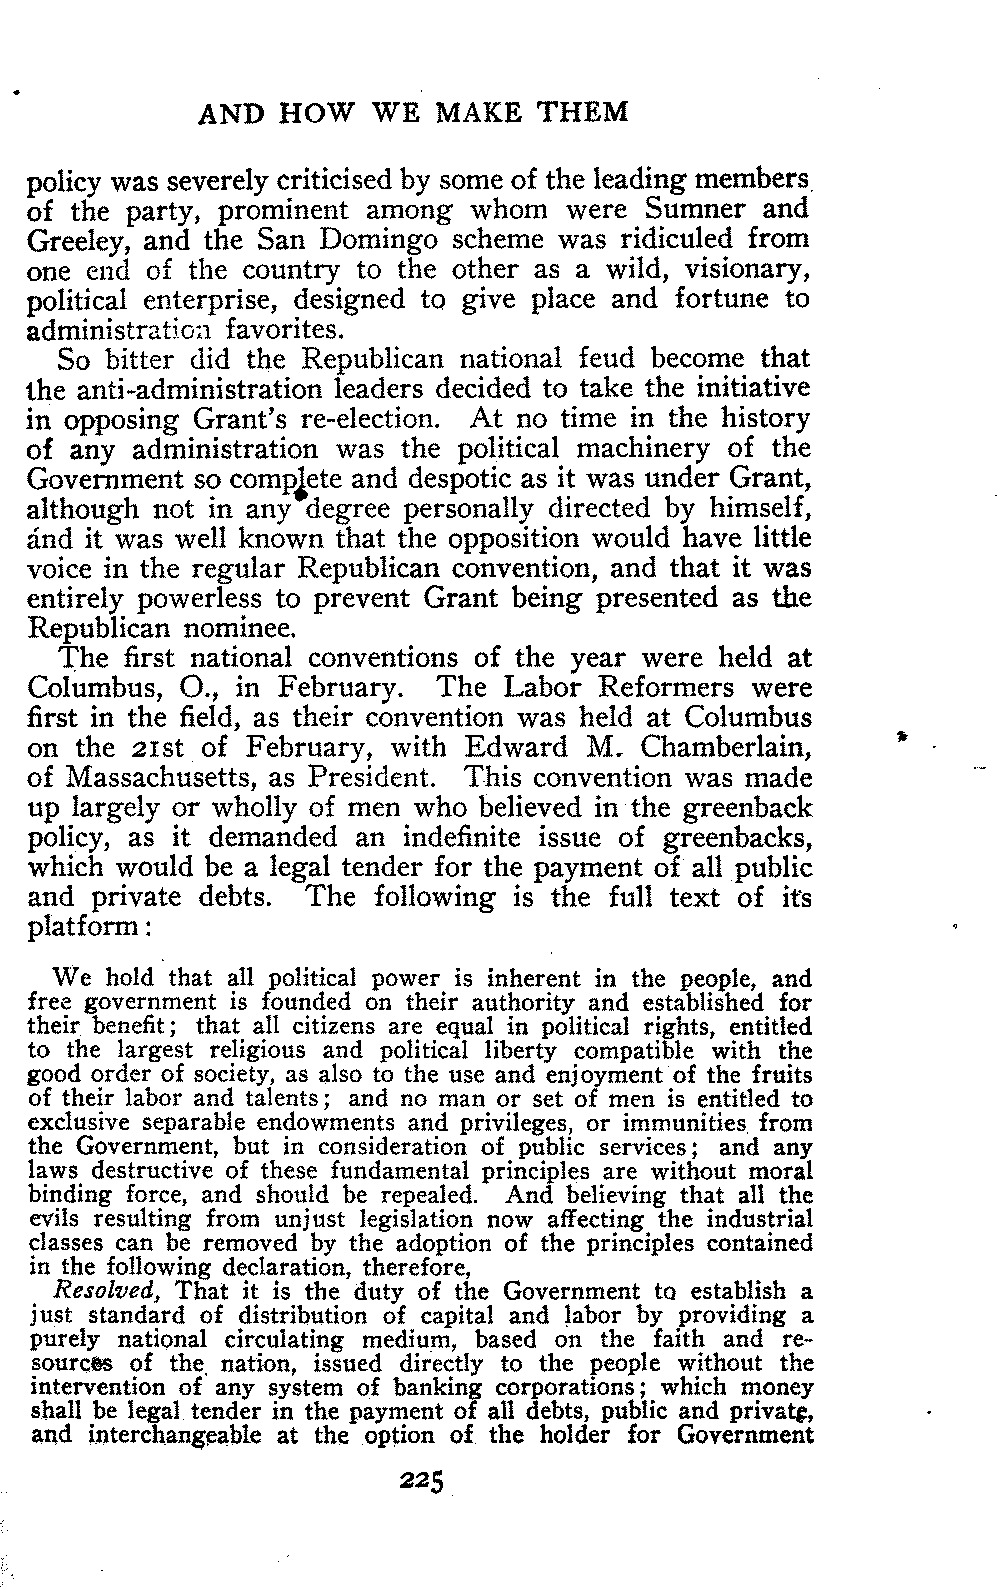 AND HOW WE MAKE THEM
policy was severely criticised by some of the leading members
of the party, prominent among whom were Sumner and
Greeley, and the San Domingo scheme was ridiculed from
one end of the country to the other as a wild, visionary,
political enterprise, designed to give place and fortune to
administration favorites.
So bitter did the Republican national feud become that
the anti-administration leaders decided to take the initiative
in opposing Grant's re-election. At no time in the history
of any administration was the political machinery of the
Government so complete and despotic as it was under Grant,
although not in any degree personally directed by himself,
and it was well known that the opposition would have little
voice in the regular Republican convention, and that it was
entirely powerless to prevent Grant being presented as the
Republican nominee.
The first national conventions of the year were held at
Columbus, O., in February. The Labor Reformers were
first in the field, as their convention was held at Columbus
on the 21st of February, with Edward M. Chamberlain,
of Massachusetts, as President. This convention was made
up largely or wholly of men who believed in the greenback
policy, as it demanded an indefinite issue of greenbacks,
which would be a legal tender for the payment of all public
and private debts. The following is the full text of its
platform:
We hold that all political power is inherent in the people, and
free government is founded on their authority and established for
their benefit; that all citizens are equal in political rights, entitled
to the largest religious and political liberty compatible with the
good order of society, as also to the use and enjoyment of the fruits
of their labor and talents; and no man or set of men is entitled to
exclusive separable endowments and privileges, or immunities from
the Government, but in consideration of public services; and any
laws destructive of these fundamental principles are without moral
binding force, and should be repealed. And believing that all the
evils resulting from unjust legislation now affecting the industrial
classes can be removed by the adoption of the principles contained
in the following declaration, therefore,
Resolved, That it is the duty of the Government to establish a
just standard of distribution of capital and labor by providing a
purely national circulating medium, based on the faith and re-
sources of the nation, issued directly to the people without the
intervention of any system of banking corporations; which money
shall be legal tender in the payment of all debts, public and private,
and interchangeable at the option of the holder for Government
225